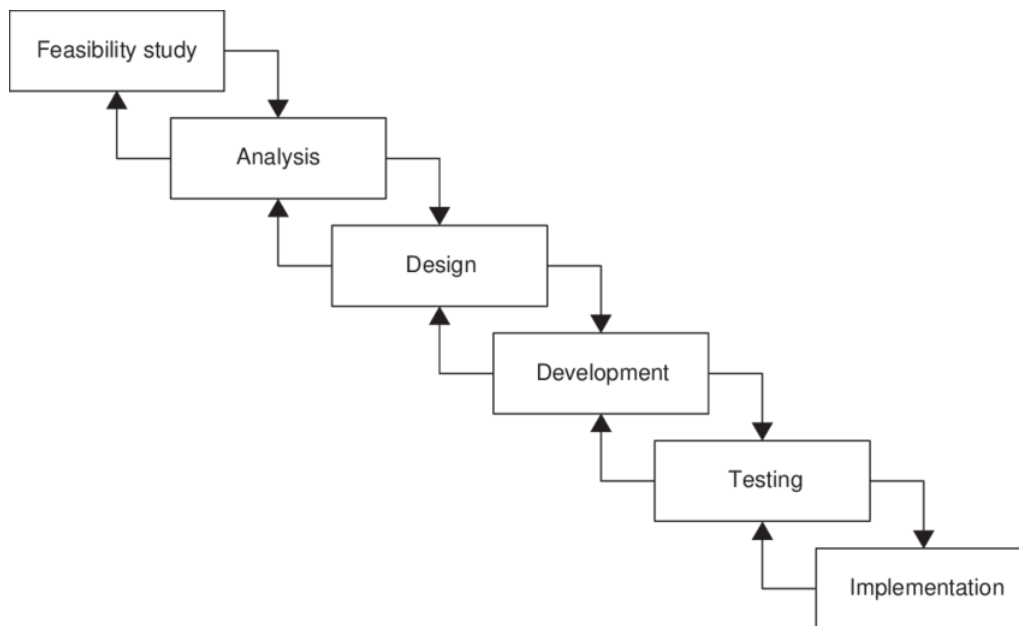 Feasibility study
Analysis
Design
Development
Testing
Implementation